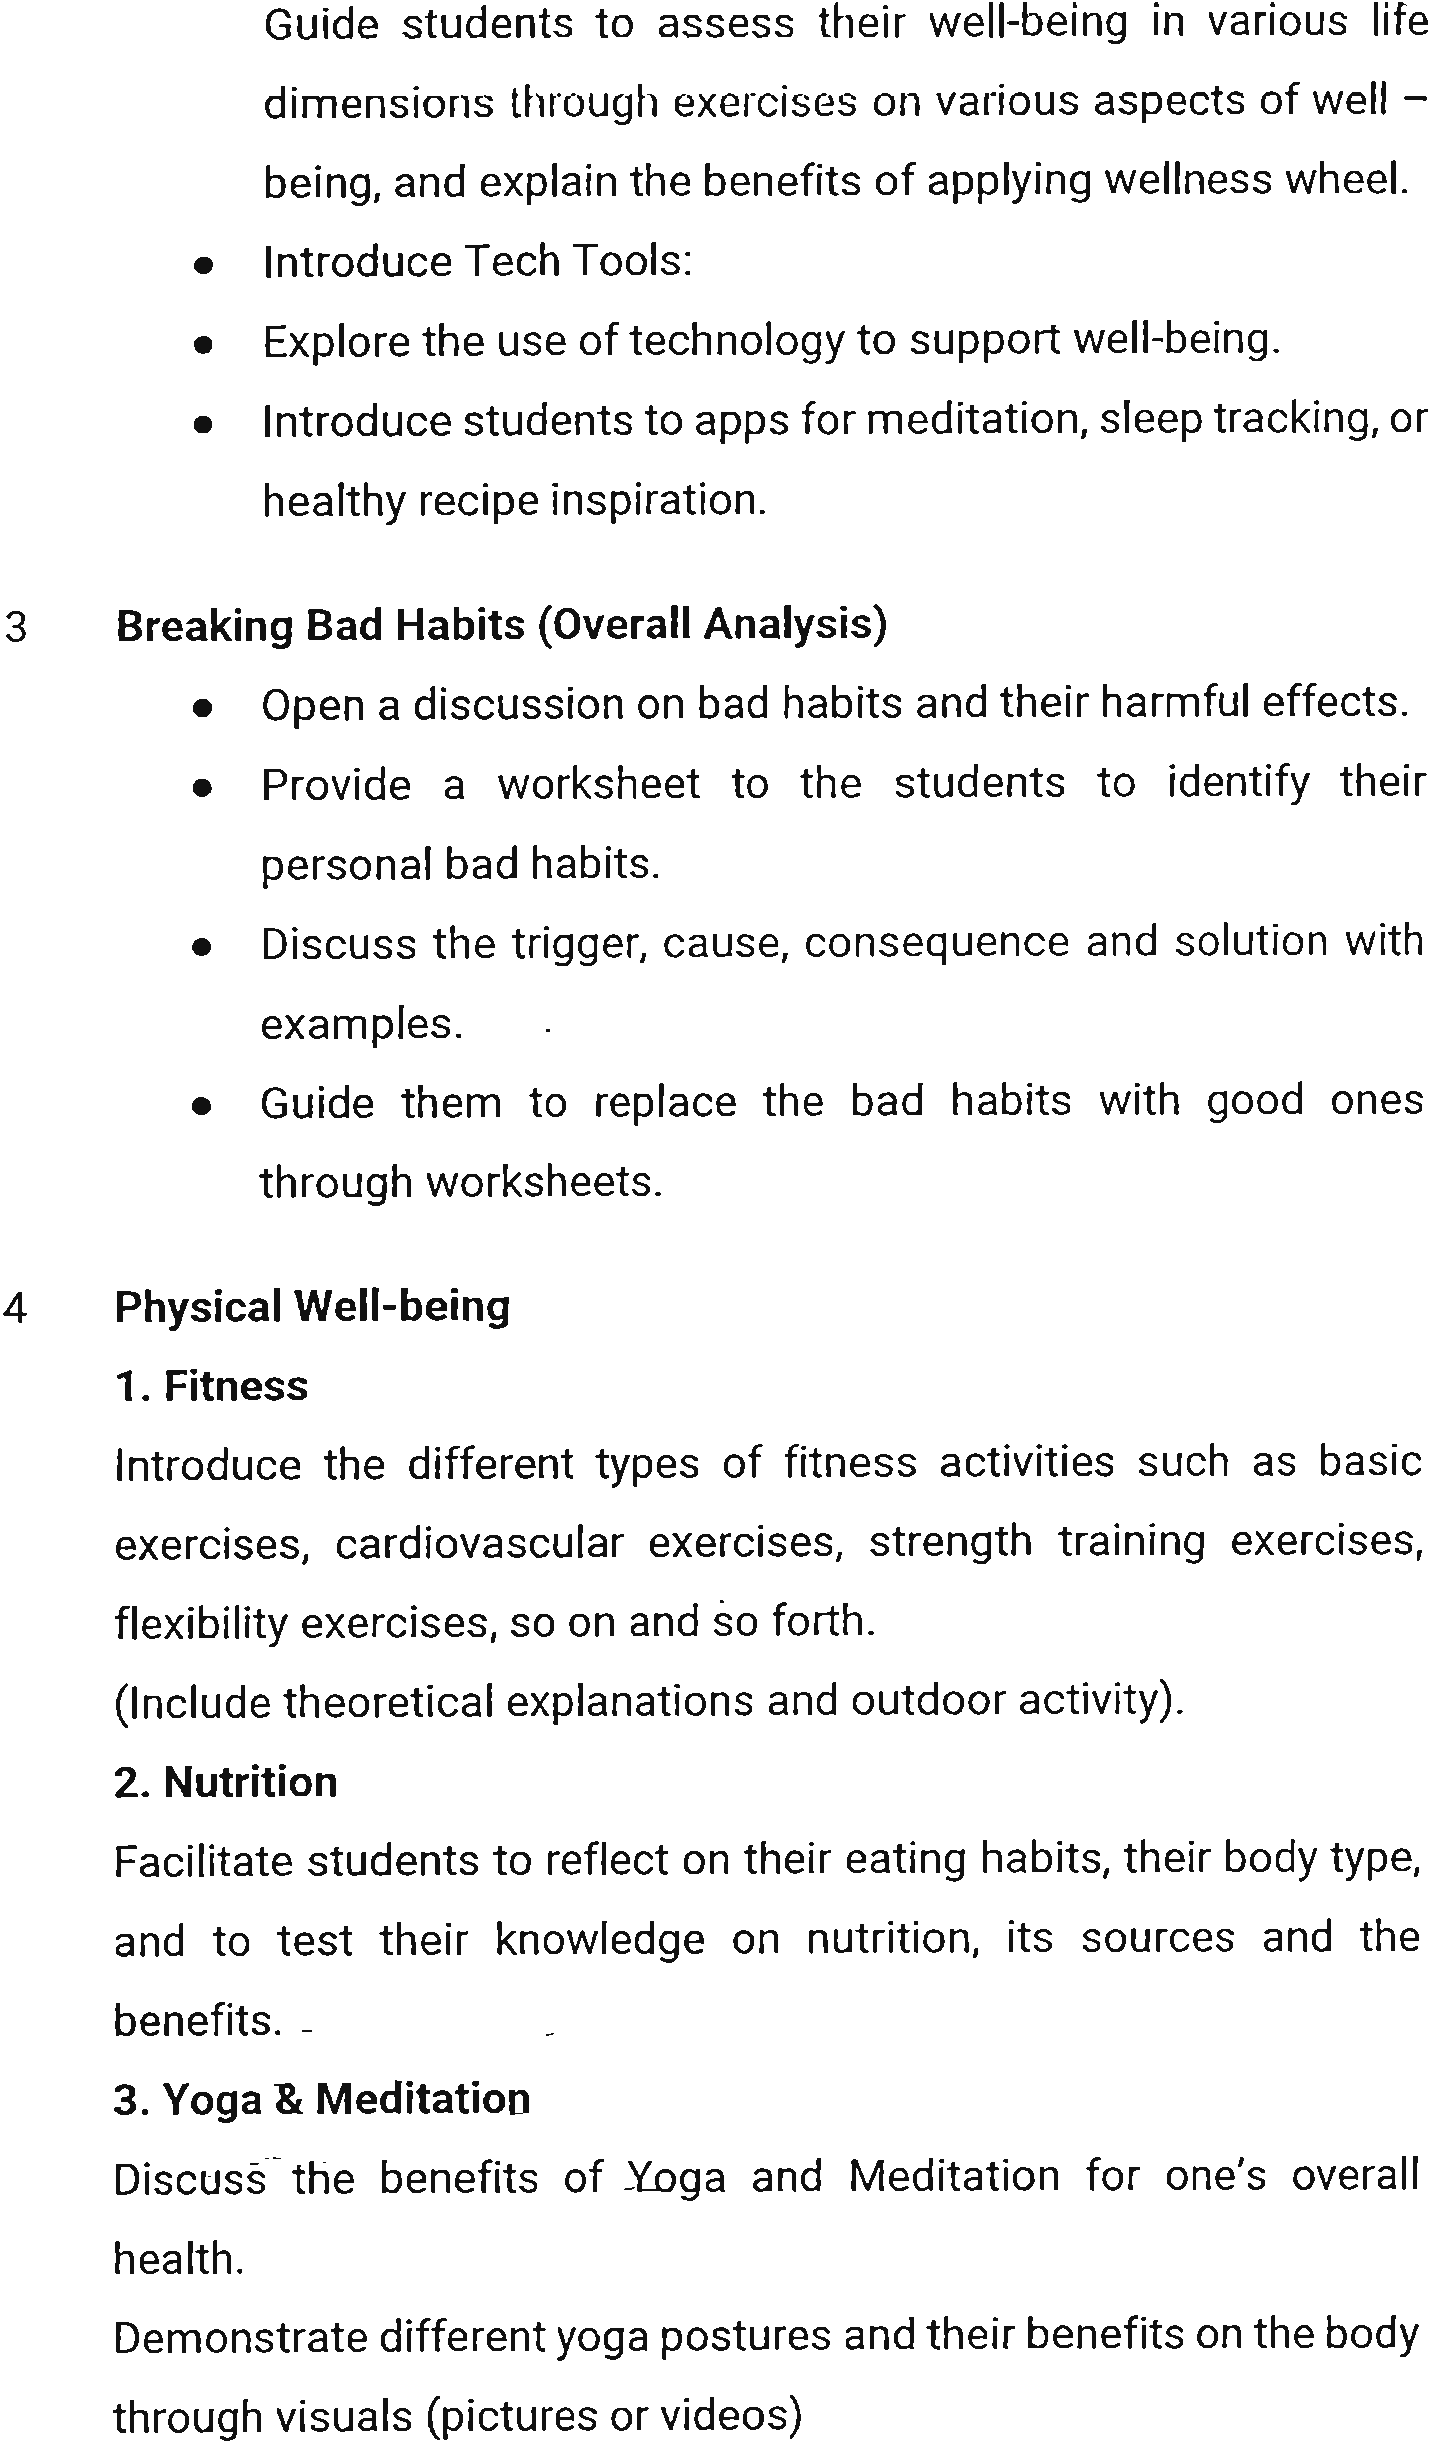 Guide students to assess their well-being in various life
dimensions through exercises on various aspects of well –
being, and explain the benefits of applying wellness wheel.
● Introduce Tech Tools:
● Explore the use of technology to support well-being.
● Introduce students to apps for meditation, sleep tracking, or
healthy recipe inspiration.
3 Breaking Bad Habits (Overall Analysis)
● Open a discussion on bad habits and their harmful effects.
● Provide a worksheet to the students to identify their
personal bad habits.
● Discuss the trigger, cause, consequence and solution with
examples.
● Guide them to replace the bad habits with good ones
through worksheets.
4 Physical Well-being
1. Fitness
Introduce the different types of fitness activities such as basic
exercises, cardiovascular exercises, strength training exercises,
flexibility exercises, so on and so forth.
(Include theoretical explanations and outdoor activity).
2. Nutrition
Facilitate students to reflect on their eating habits, their body type,
and to test their knowledge on nutrition, its sources and the
benefits.
3. Yoga & Meditation
Discuss the benefits of Yoga and Meditation for one's overall
health.
Demonstrate different yoga postures and their benefits on the body
through visuals (pictures or videos)